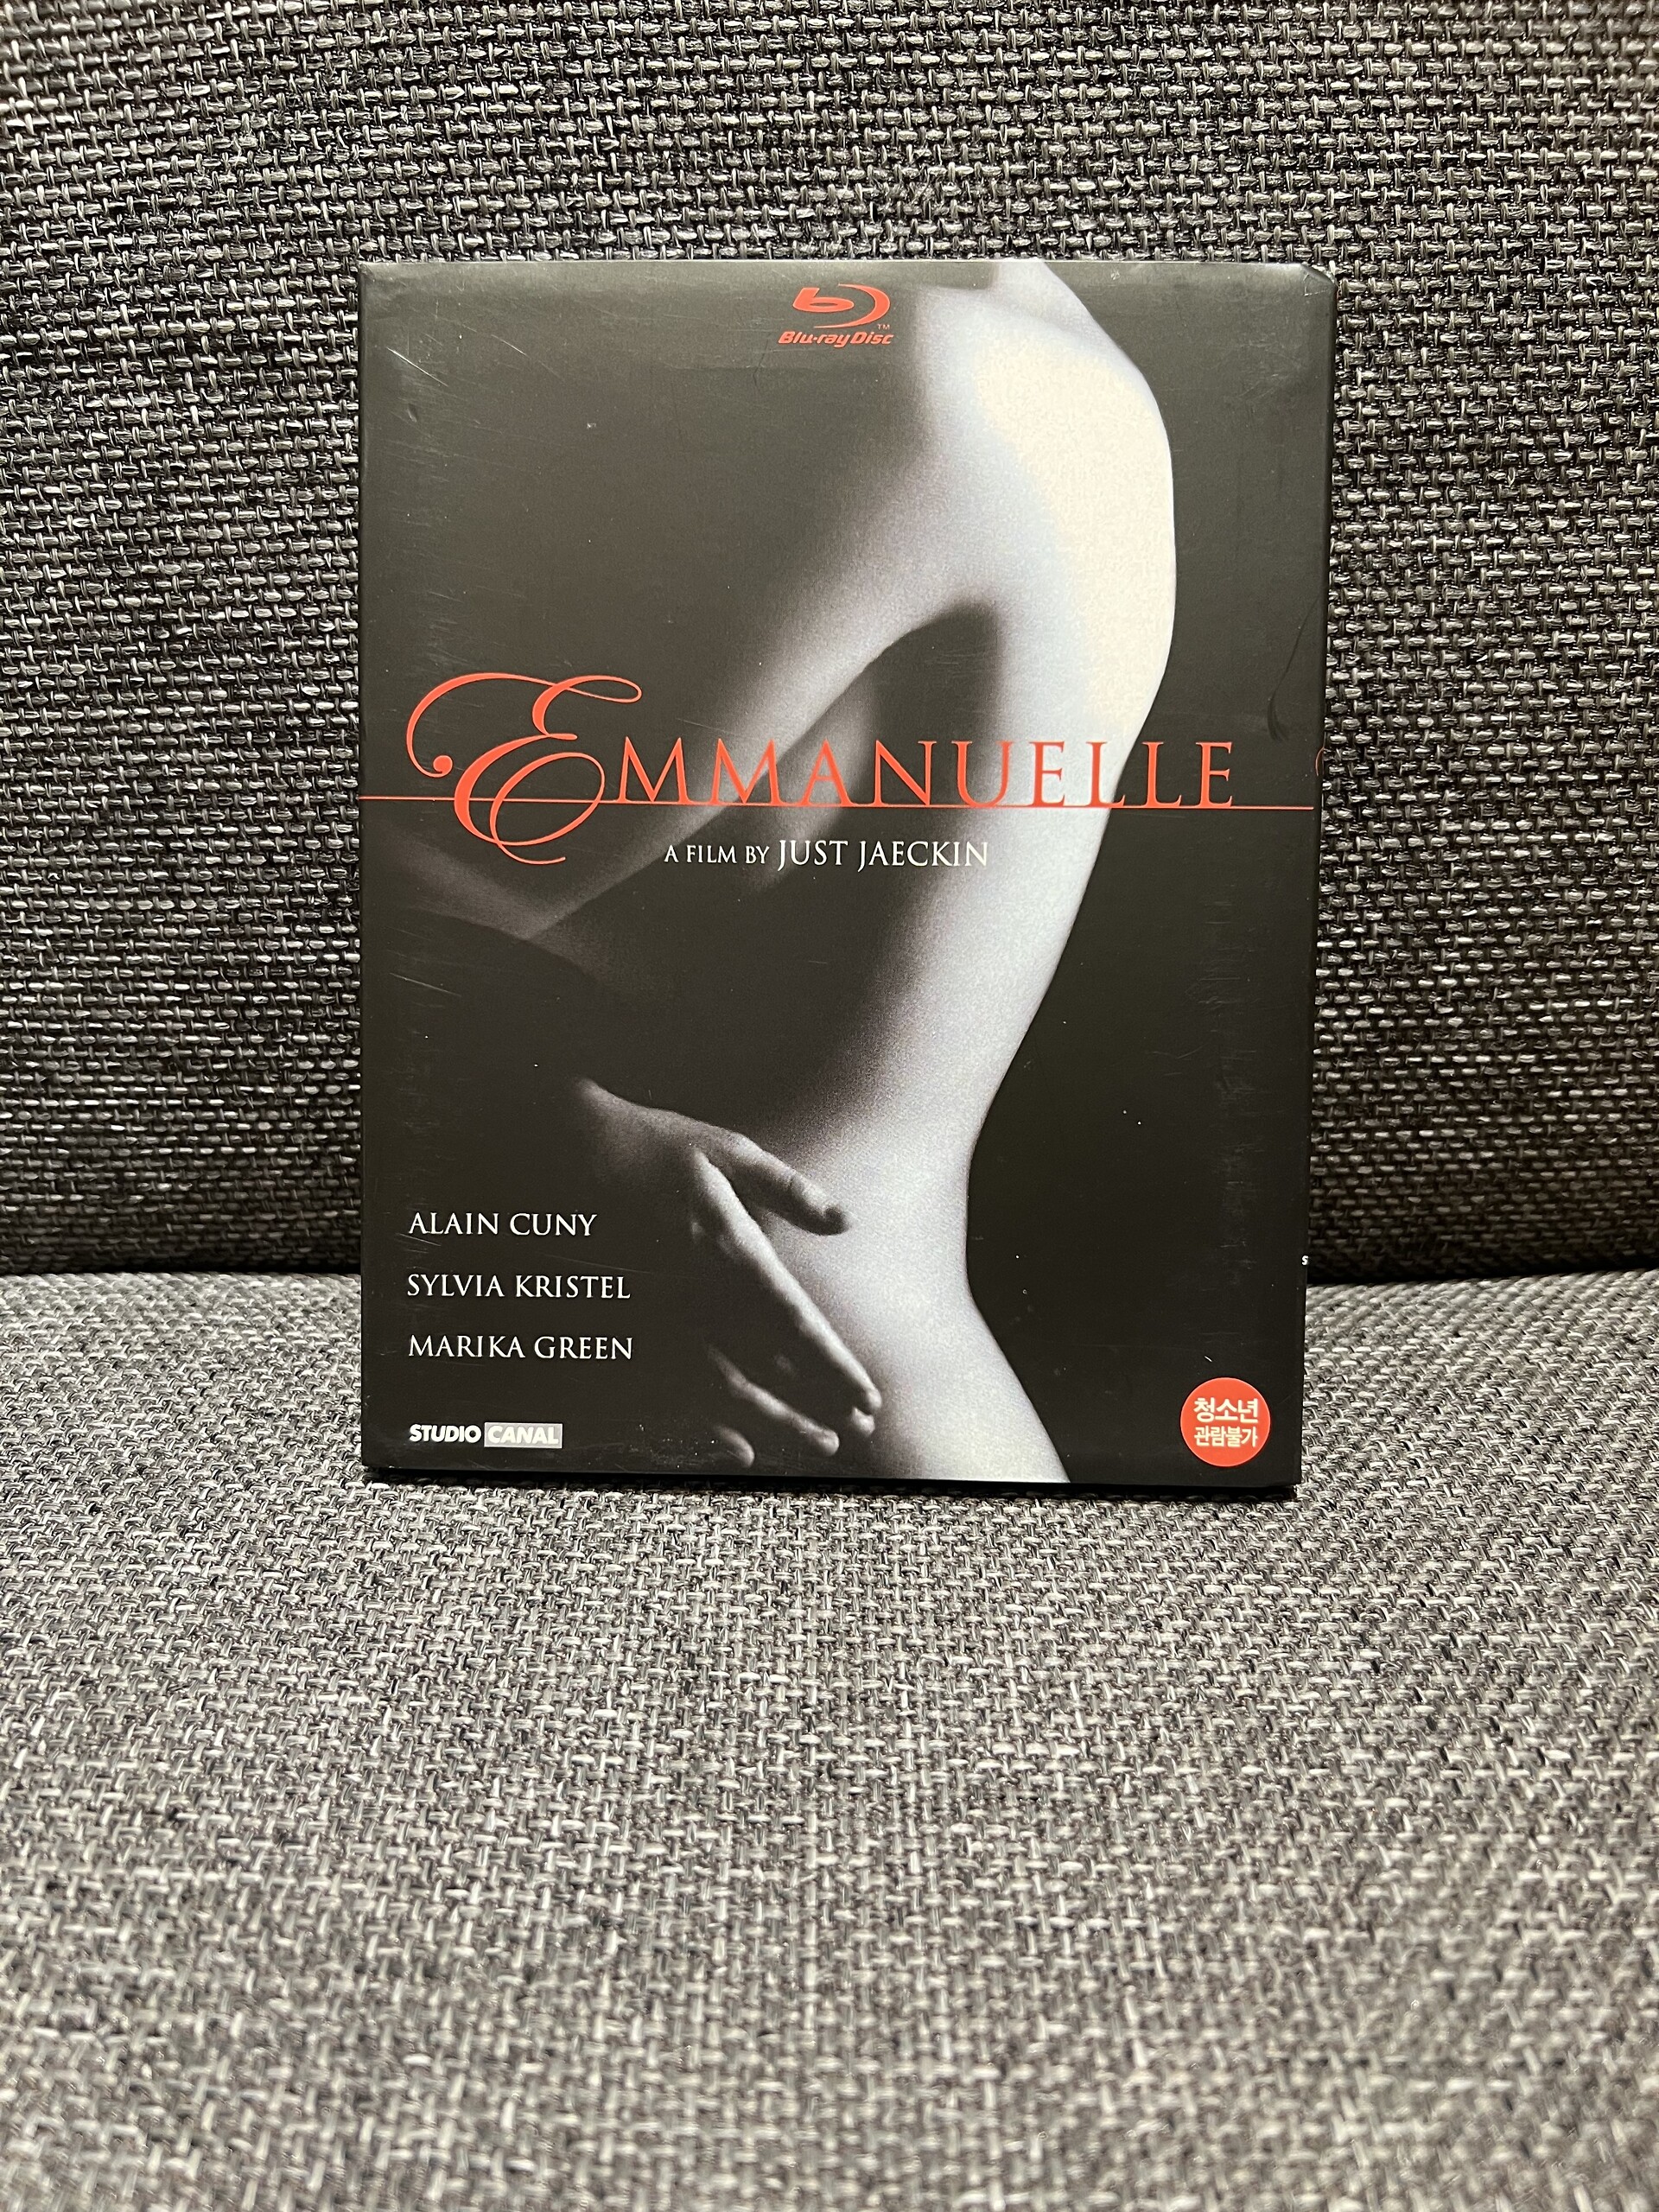 Blu-ray Disc™
EMMANUELLE
A FILM BY JUST JAECKIN
ALAIN CUNY
SYLVIA KRISTEL
MARIKA GREEN
STUDIO CANAL
청소년
관람불가